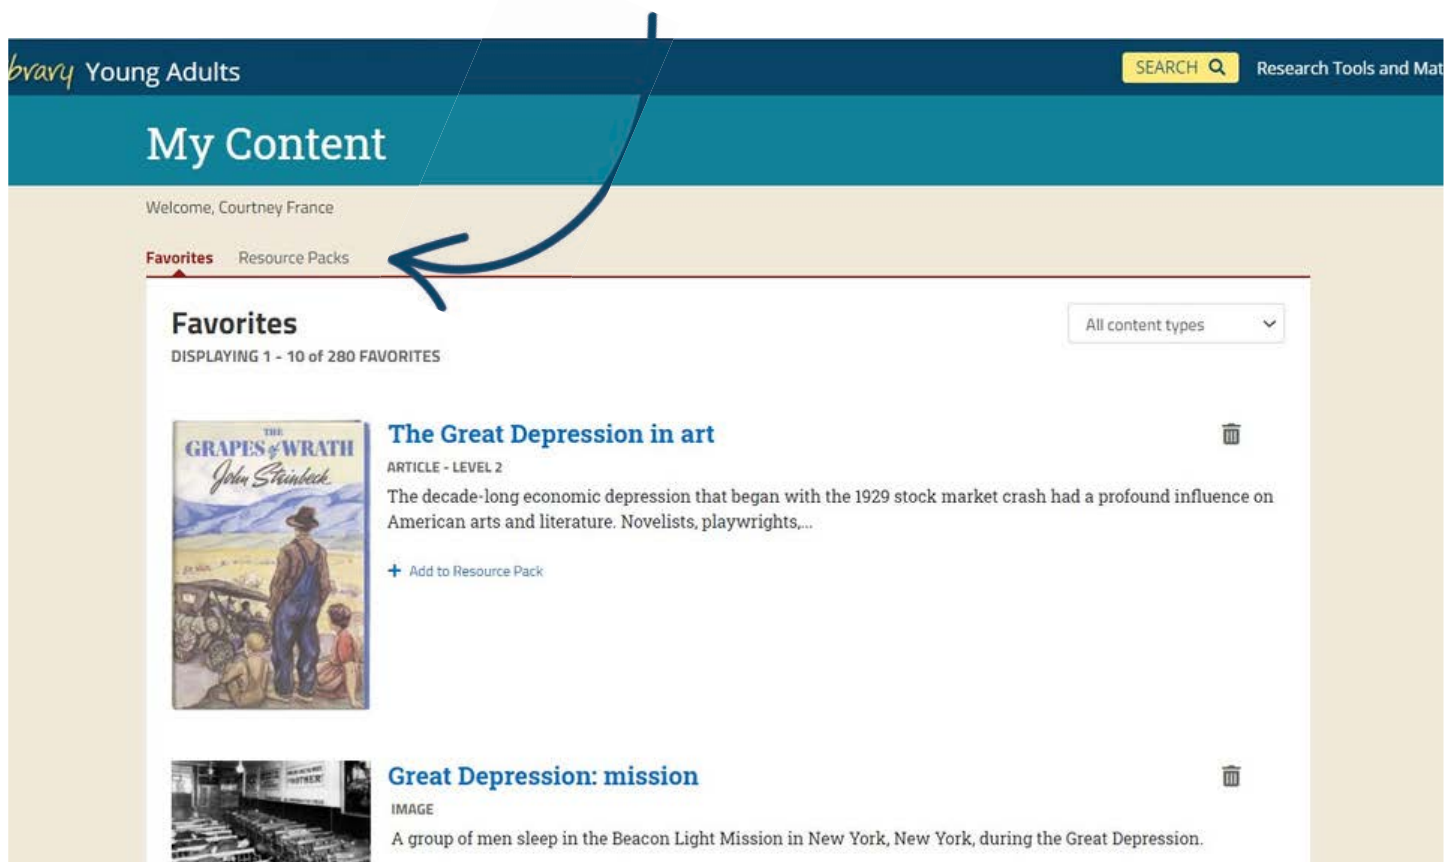 brary Young Adults
SEARCH
Research Tools and Mat
My Content
Welcome, Courtney France
Favorites Resource Packs
Favorites
All content types
DISPLAYING 1 - 10 of 280 FAVORITES
THE
GRAPES of WRATH
John Steinbeck
The Great Depression in art
ARTICLE - LEVEL 2
The decade-long economic depression that began with the 1929 stock market crash had a profound influence on
American arts and literature. Novelists, playwrights,...
+ Add to Resource Pack
Great Depression: mission
IMAGE
A group of men sleep in the Beacon Light Mission in New York, New York, during the Great Depression.